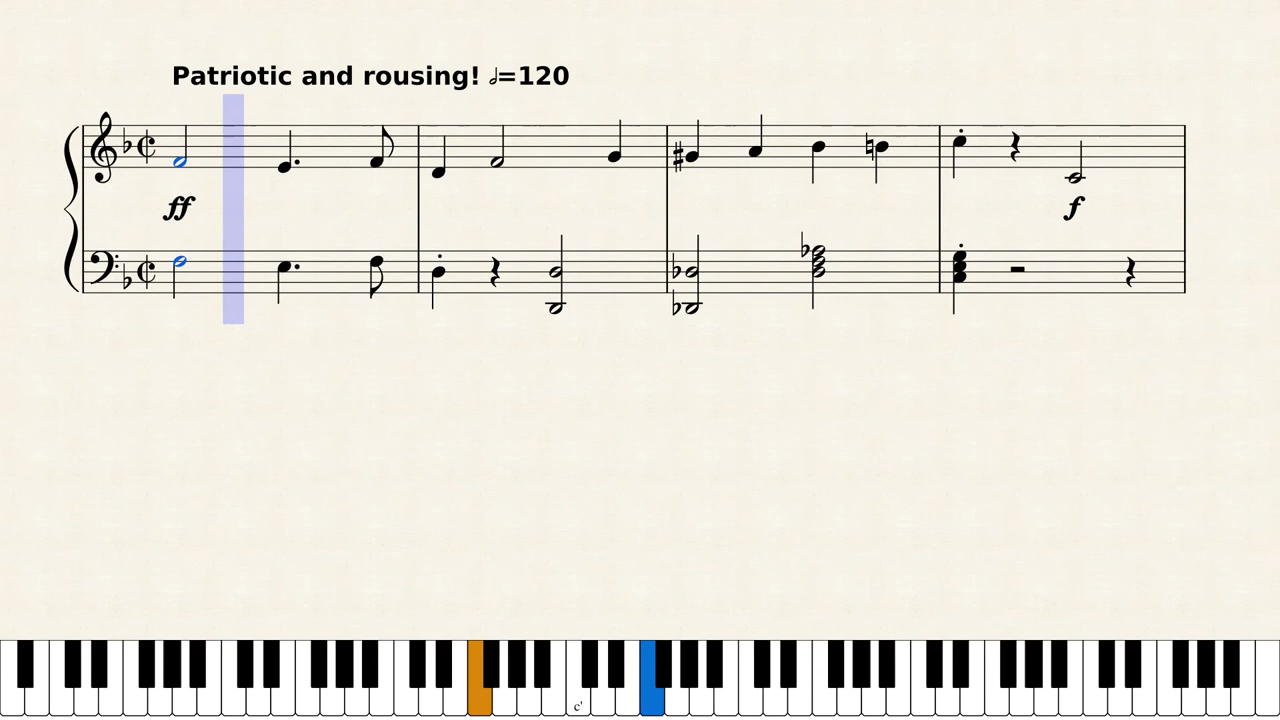 Patriotic and rousing! 𝅗𝅥=120
ff
f
c'